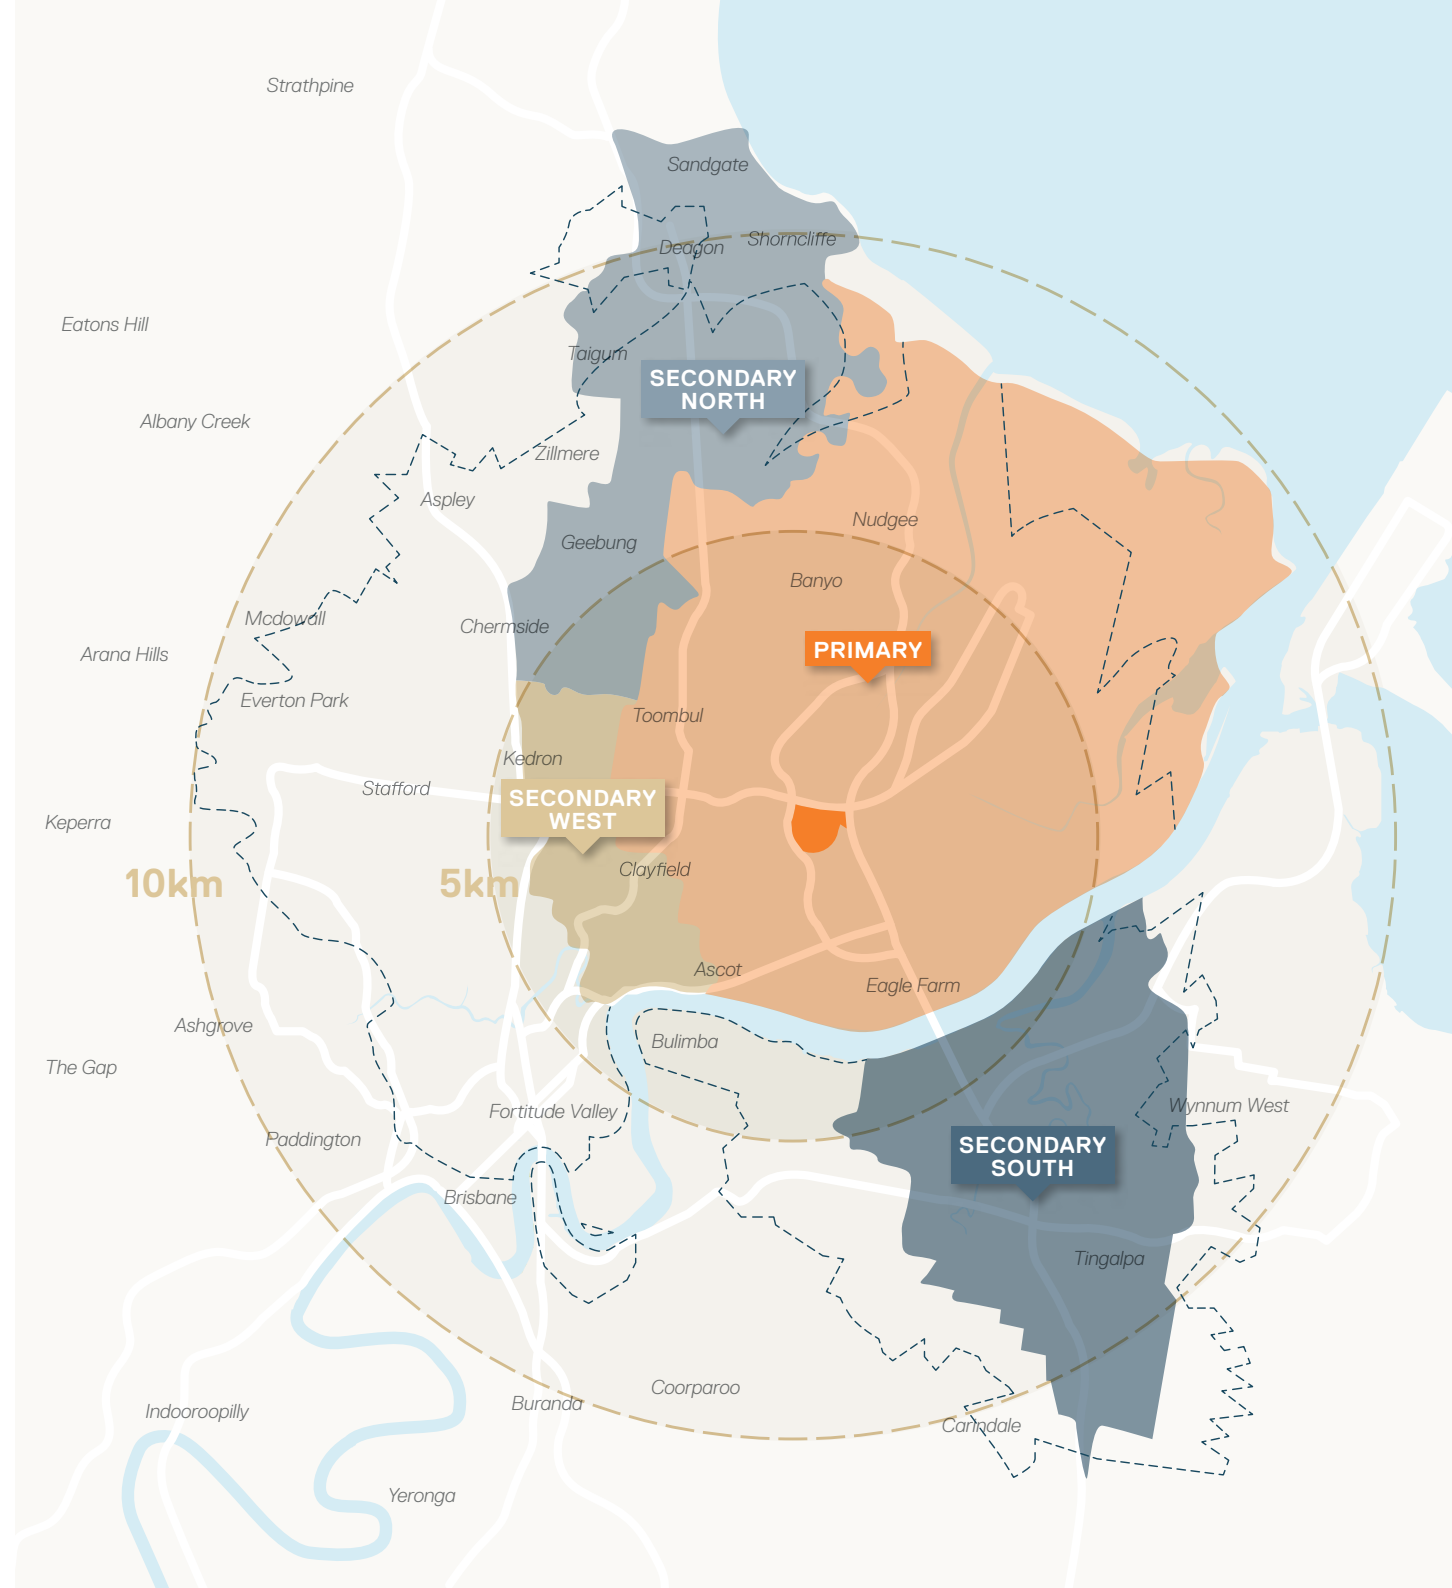 Strathpine
Sandgate
Shorncliffe
Deagon
Eatons Hill
Taigum
SECONDARY
NORTH
Albany Creek
Zillmere
Aspley
Nudgee
Geebung
Banyo
Mcdowall
Chermside
Arana Hills
PRIMARY
Everton Park
Toombul
Kedron
Stafford
SECONDARY
WEST
Keperra
Clayfield
10km
5km
Ascot
Eagle Farm
Ashgrove
Bulimba
The Gap
Fortitude Valley
Wynnum West
Paddington
SECONDARY
SOUTH
Brisbane
Tingalpa
Coorparoo
Buranda
Indooroopilly
Carindale
Yeronga